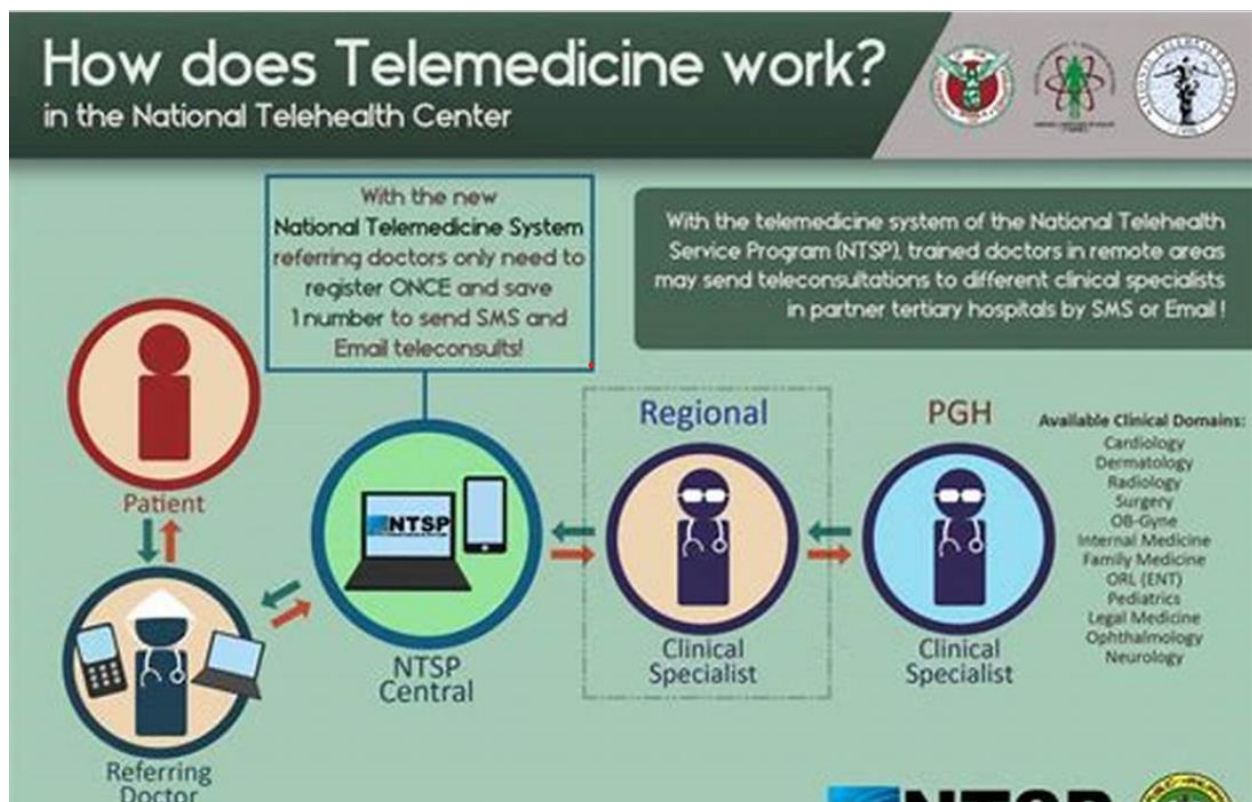 How does Telemedicine work?
in the National Telehealth Center
With the new
National Telemedicine System
referring doctors only need to
register ONCE and save
1 number to send SMS and
Email teleconsults!
With the telemedicine system of the National Telehealth
Service Program (NTSP), trained doctors in remote areas
may send teleconsultations to different clinical specialists
in partner tertiary hospitals by SMS or Email !
Patient
Referring
Doctor
NTSP
NTSP
Central
Regional
Clinical
Specialist
PGH
Clinical
Specialist
Available Clinical Domains:
Cardiology
Dermatology
Radiology
Surgery
OB-Gyne
Internal Medicine
Family Medicine
ORL (ENT)
Pediatrics
Legal Medicine
Ophthalmology
Neurology
NTSP